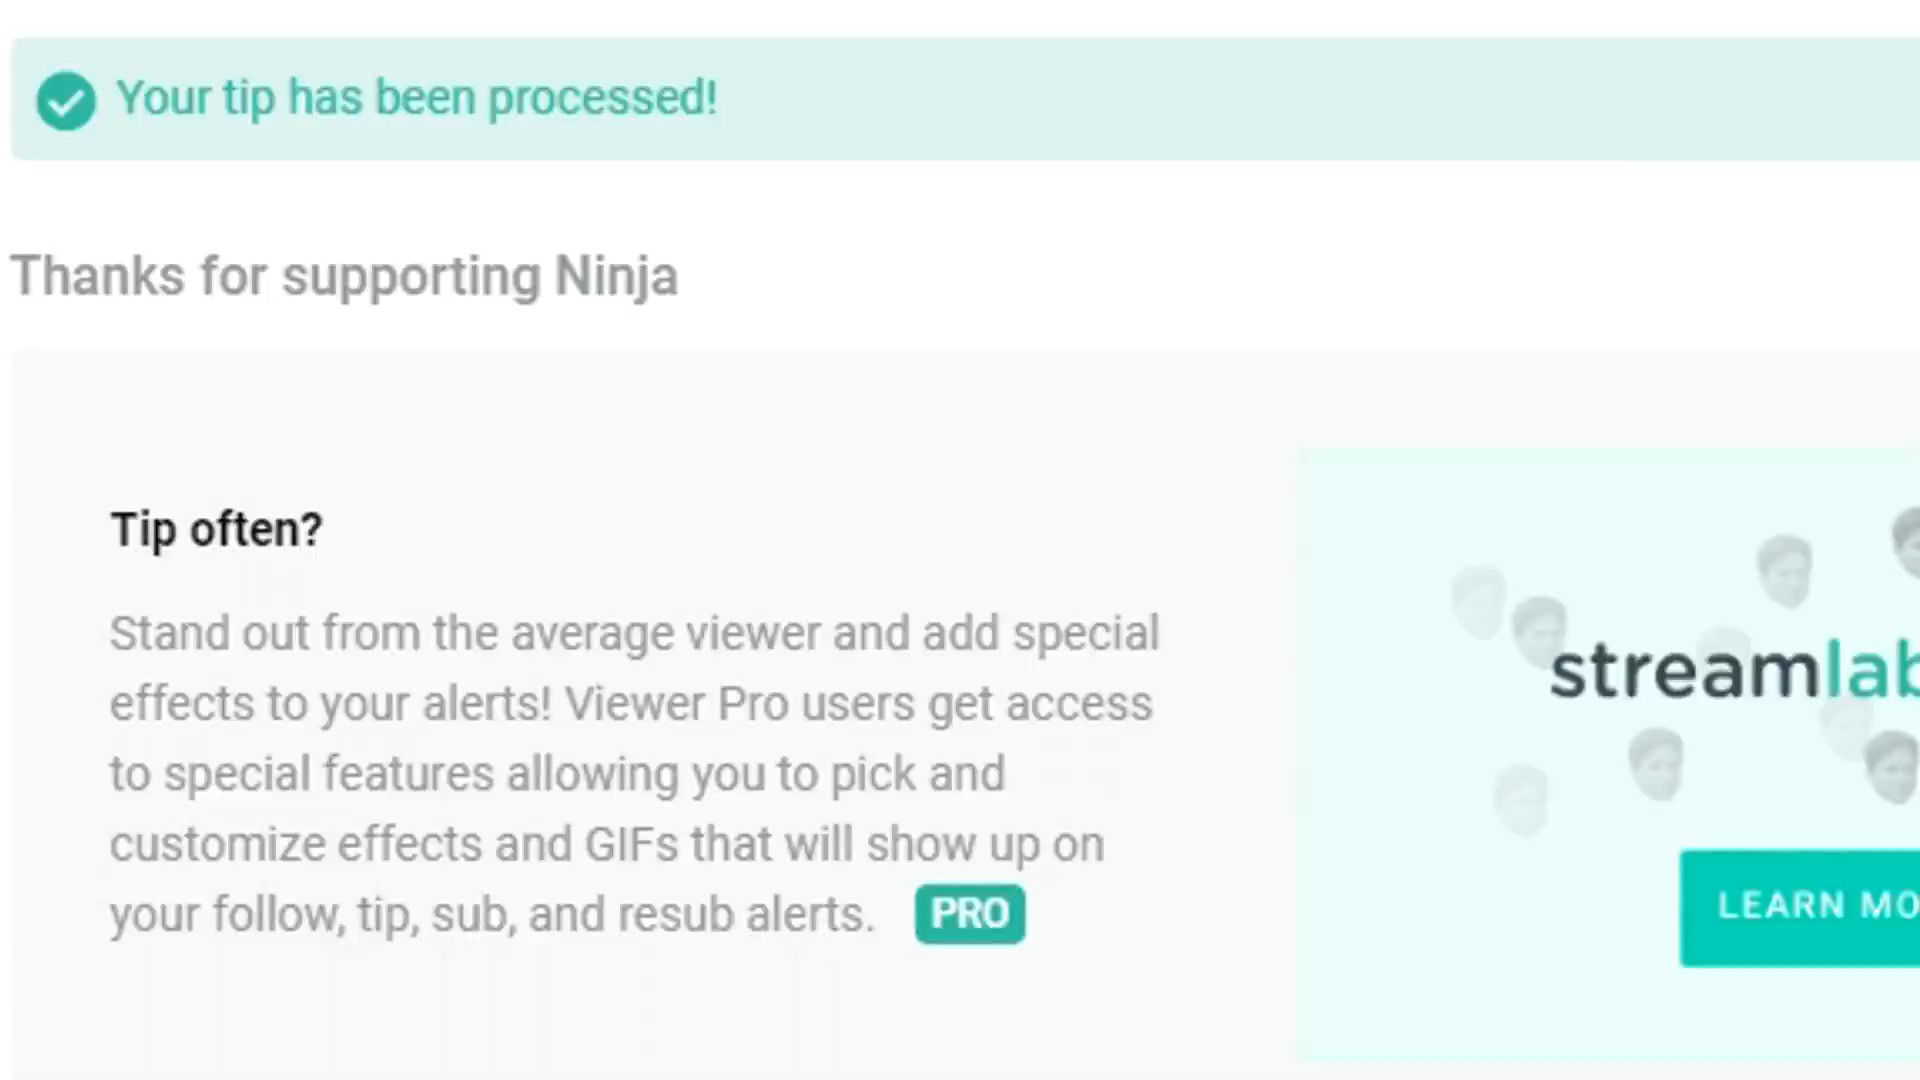 Your tip has been processed!
Thanks for supporting Ninja
Tip often?
Stand out from the average viewer and add special
effects to your alerts! Viewer Pro users get access
to special features allowing you to pick and
customize effects and GIFs that will show up on
your follow, tip, sub, and resub alerts. PRO
streamlab
LEARN MO